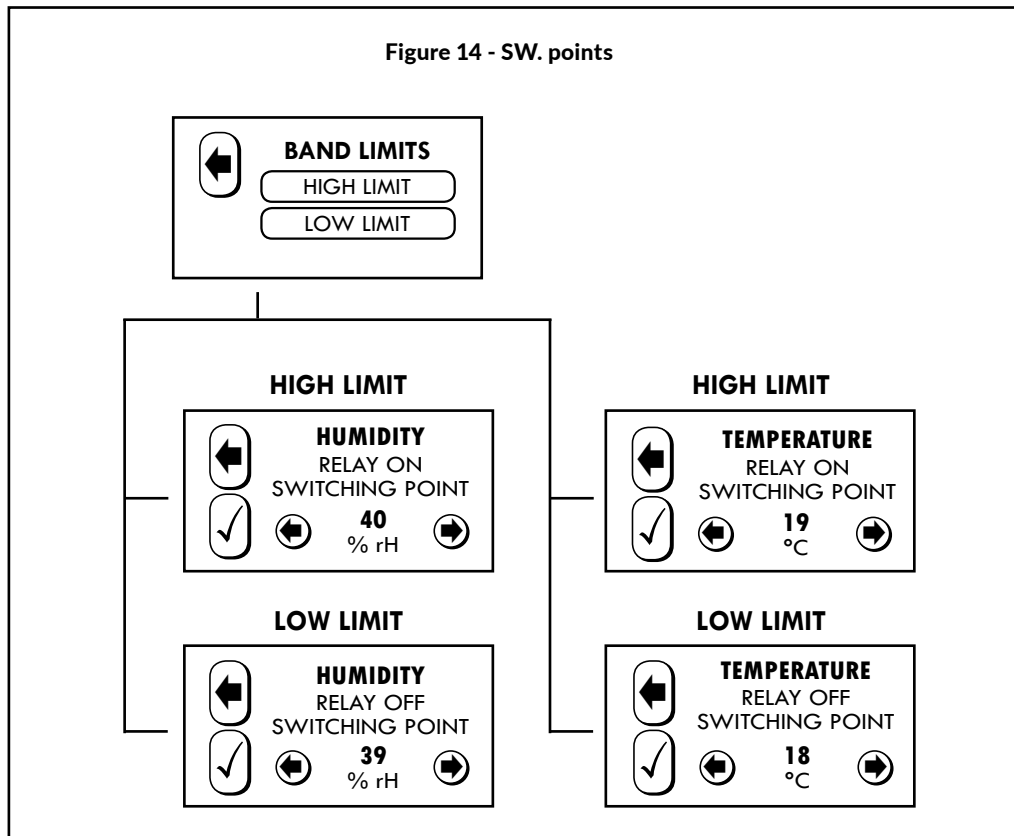 Figure 14 - SW. points
BAND LIMITS
HIGH LIMIT
LOW LIMIT
HIGH LIMIT
HUMIDITY
RELAY ON
SWITCHING POINT
40
% rH
HIGH LIMIT
TEMPERATURE
RELAY ON
SWITCHING POINT
19
°C
LOW LIMIT
HUMIDITY
RELAY OFF
SWITCHING POINT
39
% rH
LOW LIMIT
TEMPERATURE
RELAY OFF
SWITCHING POINT
18
°C